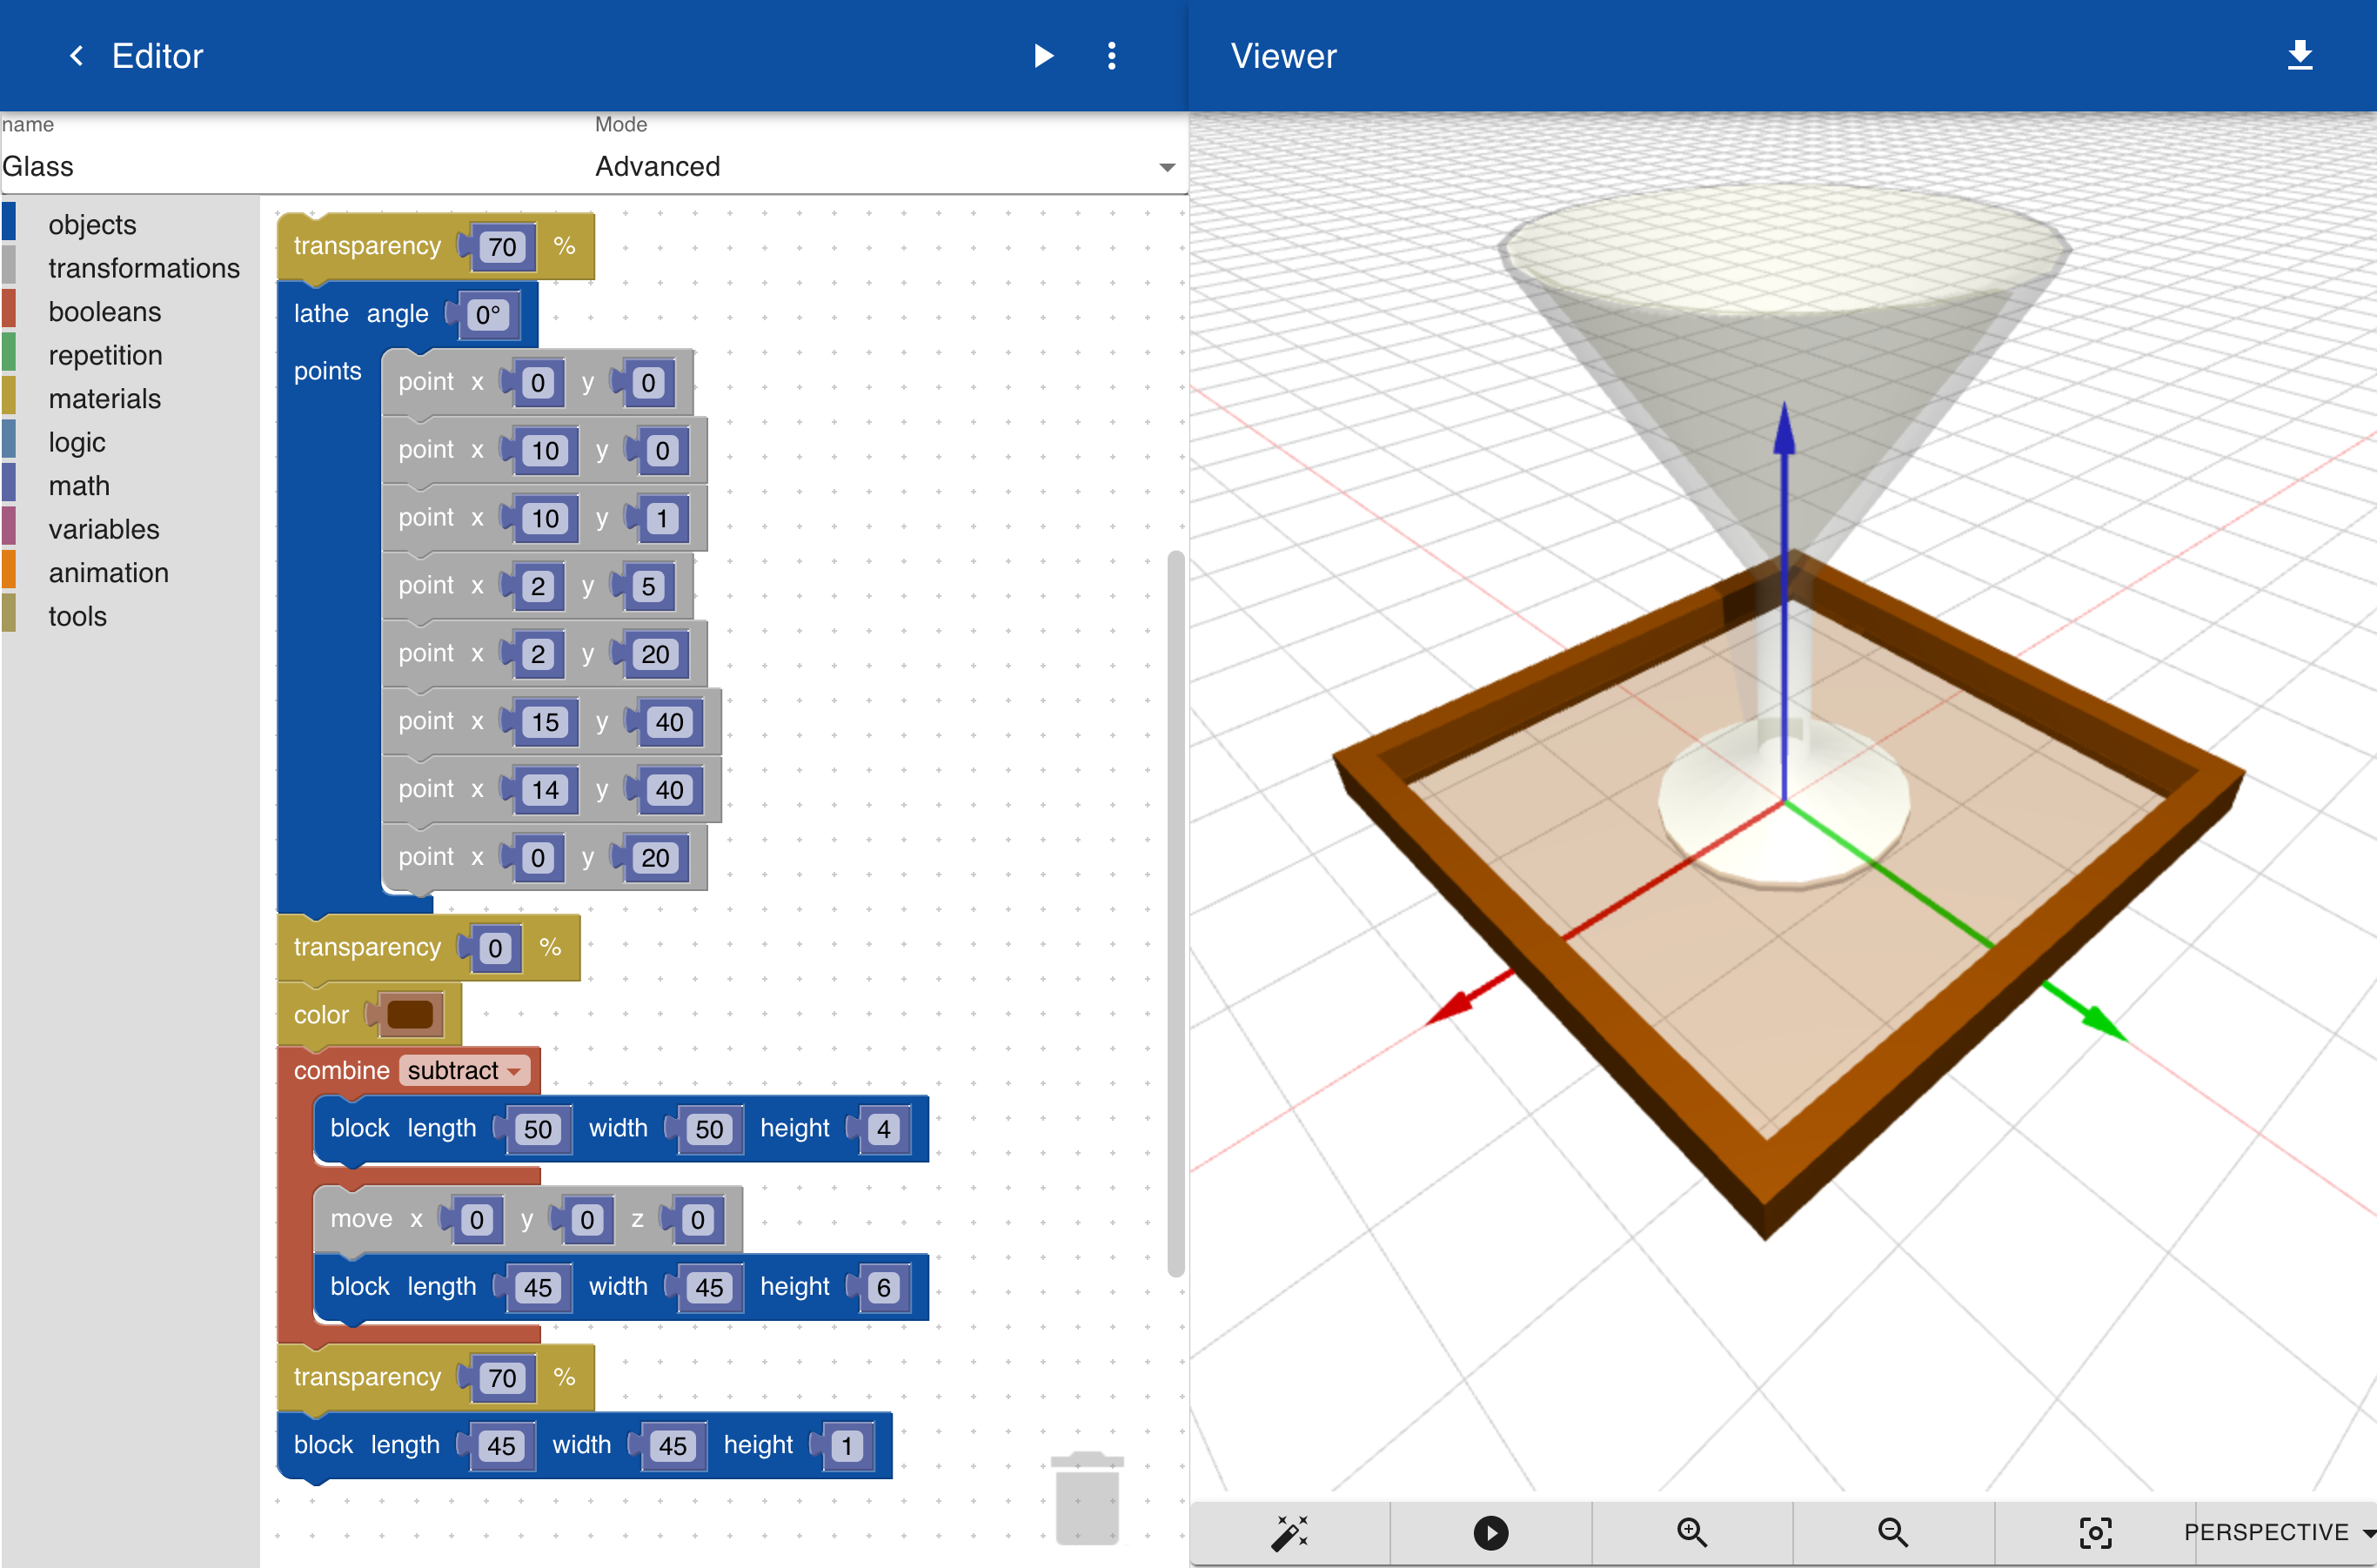 Editor
Viewer
name
Mode
Glass
Advanced
objects
transformations
booleans
repetition
materials
logic
math
variables
animation
tools
transparency 70 %
lathe angle 0°
points
point x 0 y 0
point x 10 y 0
point x 10 y 1
point x 2 y 5
point x 2 y 20
point x 15 y 40
point x 14 y 40
point x 0 y 20
transparency 0 %
color
combine subtract
block length 50 width 50 height 4
move x 0 y 0 z 0
block length 45 width 45 height 6
transparency 70 %
block length 45 width 45 height 1
PERSPECTIVE